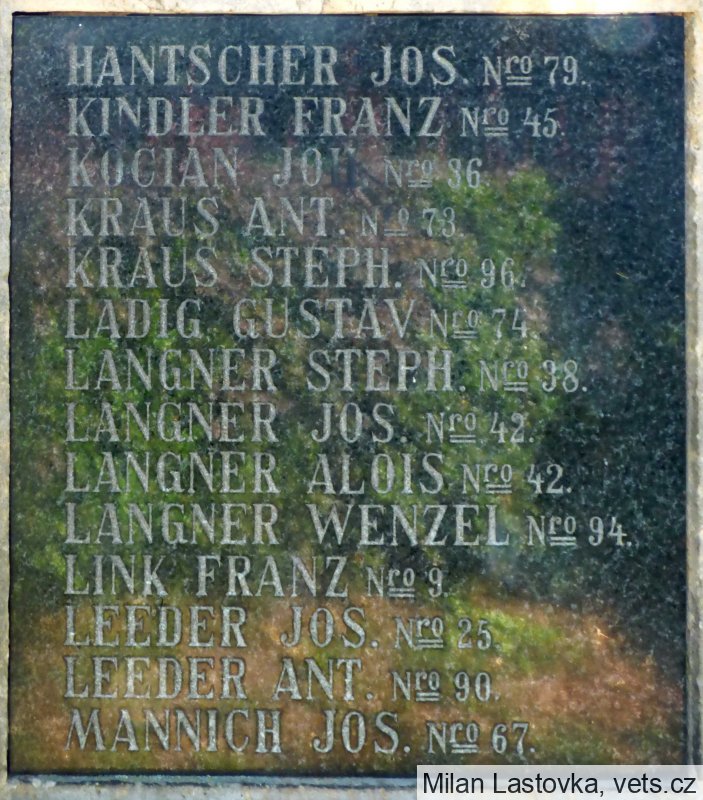 HANTSCHER JOS. Nro 79.
KINDLER FRANZ Nro 45.
KOCIAN JOH. Nro 36.
KRAUS ANT. Nro 73.
KRAUS STEPH. Nro 96.
LADIG GUSTAV Nro 74.
LANGNER STEPH. Nro 38.
LANGNER JOS. Nro 42.
LANGNER ALOIS Nro 42.
LANGNER WENZEL Nro 94.
LINK FRANZ Nro 9.
LEEDER JOS. Nro 25.
LEEDER ANT. Nro 90.
MANNICH JOS. Nro 67.
Milan Lastovka, vets.cz